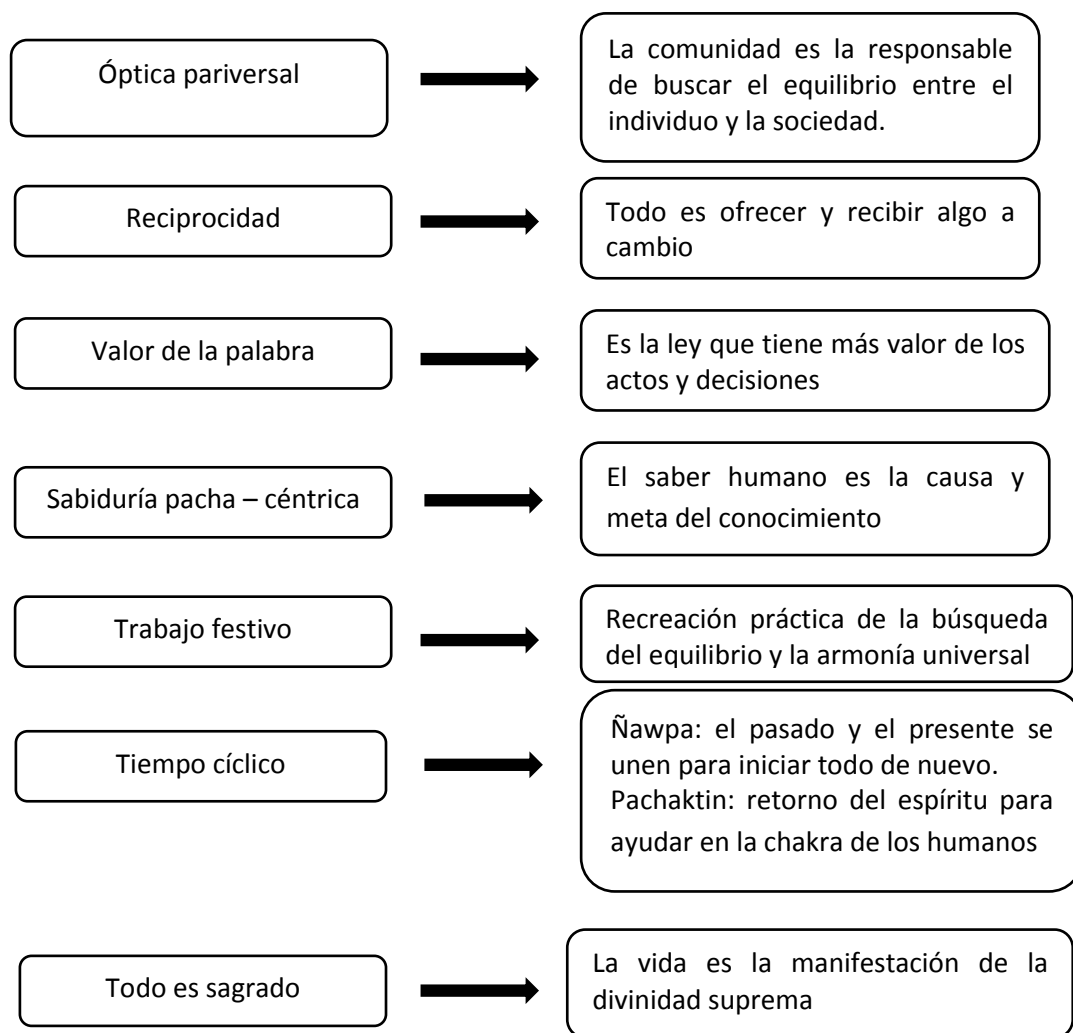 Óptica pariversal
La comunidad es la responsable
de buscar el equilibrio entre el
individuo y la sociedad.
Reciprocidad
Todo es ofrecer y recibir algo a
cambio
Valor de la palabra
Es la ley que tiene más valor de los
actos y decisiones
Sabiduría pacha – céntrica
El saber humano es la causa y
meta del conocimiento
Trabajo festivo
Recreación práctica de la búsqueda
del equilibrio y la armonía universal
Tiempo cíclico
Ñawpa: el pasado y el presente se
unen para iniciar todo de nuevo.
Pachaktin: retorno del espíritu para
ayudar en la chakra de los humanos
Todo es sagrado
La vida es la manifestación de la
divinidad suprema